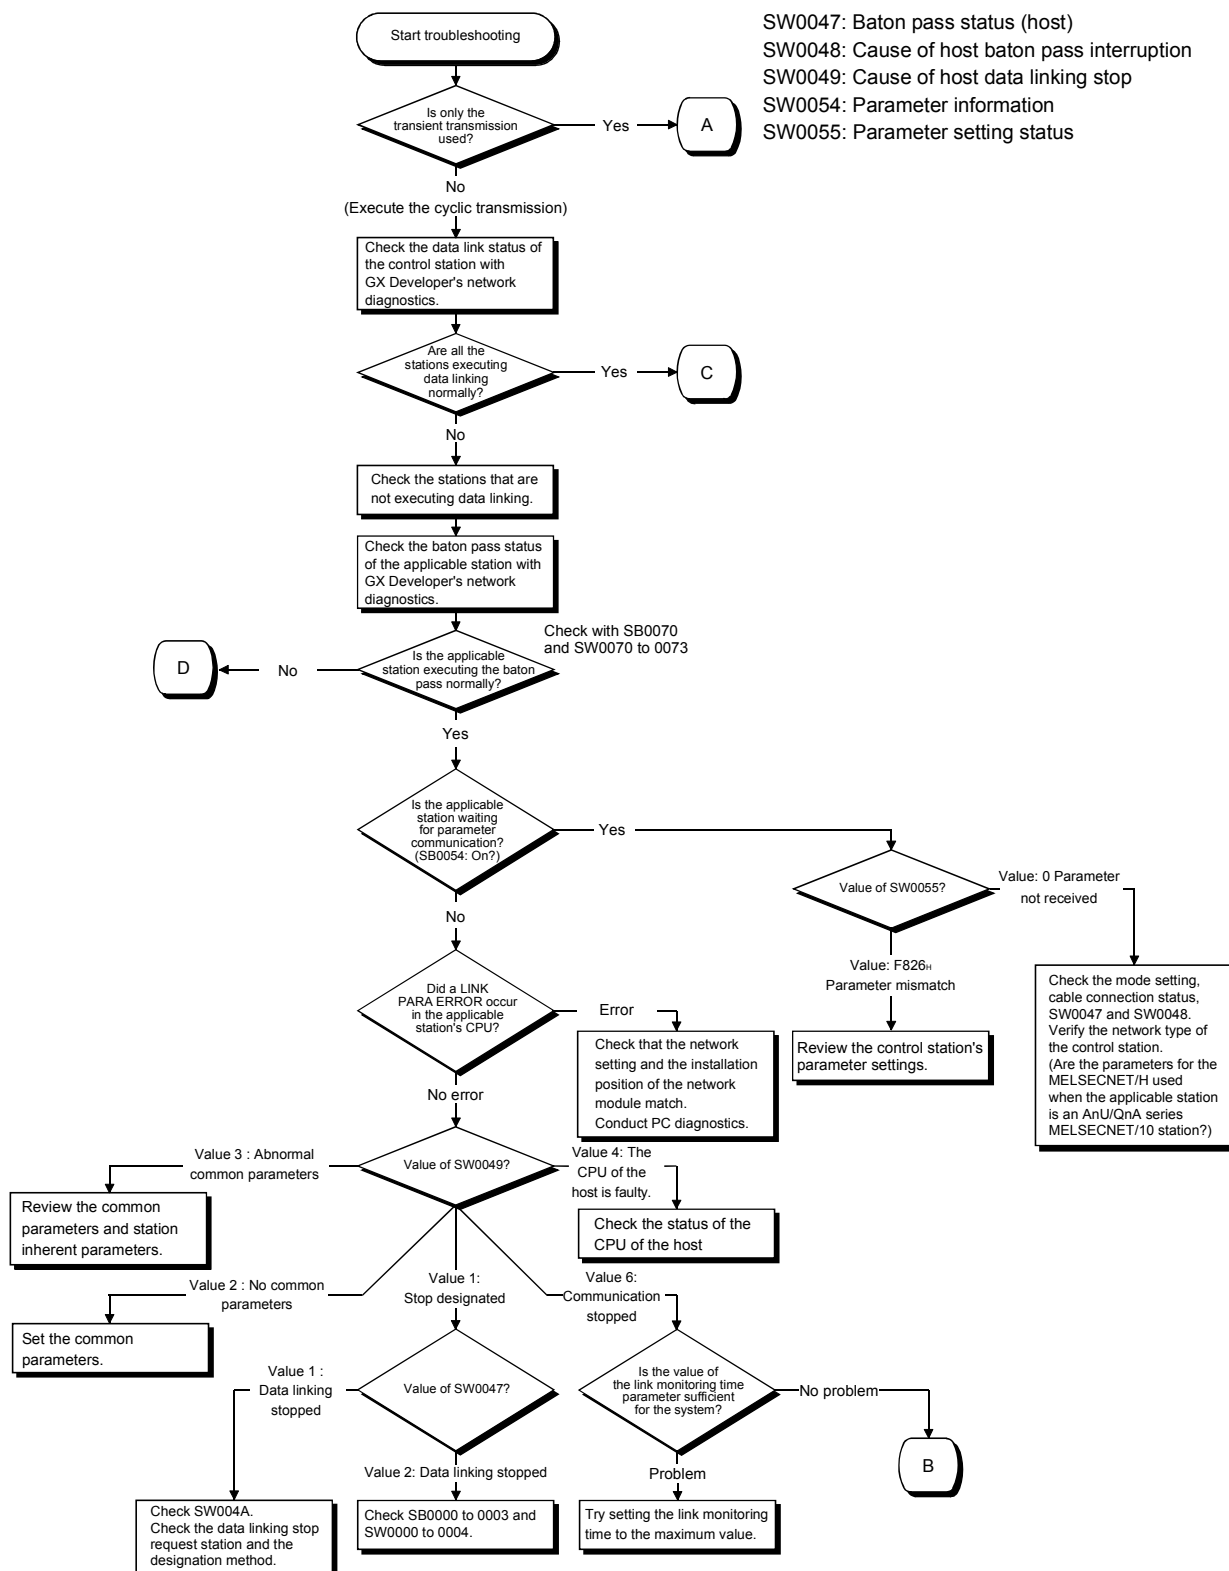 Start troubleshooting
SW0047: Baton pass status (host)
SW0048: Cause of host baton pass interruption
SW0049: Cause of host data linking stop
SW0054: Parameter information
SW0055: Parameter setting status
Is only the
transient transmission
used?
Yes
A
No
(Execute the cyclic transmission)
Check the data link status of
the control station with
GX Developer's network
diagnostics.
Are all the
stations executing
data linking
normally?
Yes
C
No
Check the stations that are
not executing data linking.
Check the baton pass status
of the applicable station with
GX Developer's network
diagnostics.
Check with SB0070
and SW0070 to 0073
Is the applicable
station executing the baton
pass normally?
No
D
Yes
Is the applicable
station waiting
for parameter
communication?
(SB0054: On?)
Yes
Value of SW0055?
Value: 0 Parameter
not received
No
Value: F826H
Parameter mismatch
Check the mode setting,
cable connection status,
SW0047 and SW0048.
Verify the network type of
the control station.
(Are the parameters for the
MELSECNET/H used
when the applicable station
is an AnU/QnA series
MELSECNET/10 station?)
Review the control station's
parameter settings.
Did a LINK
PARA ERROR occur
in the applicable
station's CPU?
Error
Check that the network
setting and the installation
position of the network
module match.
Conduct PC diagnostics.
No error
Value of SW0049?
Value 3 : Abnormal
common parameters
Review the common
parameters and station
inherent parameters.
Value 4: The
CPU of the
host is faulty.
Check the status of the
CPU of the host
Value 2 : No common
parameters
Set the common
parameters.
Value 1:
Stop designated
Value 6:
Communication
stopped
Value of SW0047?
Value 1 :
Data linking
stopped
Is the value of
the link monitoring time
parameter sufficient
for the system?
No problem
B
Value 2: Data linking stopped
Problem
Check SW004A.
Check the data linking stop
request station and the
designation method.
Check SB0000 to 0003 and
SW0000 to 0004.
Try setting the link monitoring
time to the maximum value.